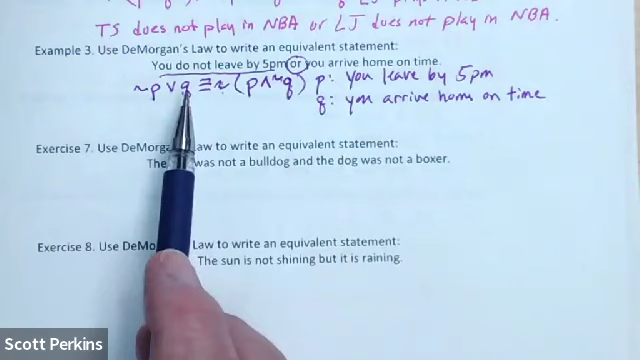 TS does not play in NBA or LJ does not play in NBA.
Example 3. Use DeMorgan's Law to write an equivalent statement:
You do not leave by 5pm or you arrive home on time.
~p ∨ q ≡ ~(p ∧ ~q) p: you leave by 5pm
q: you arrive home on time
Exercise 7. Use DeMorgan's Law to write an equivalent statement:
The was not a bulldog and the dog was not a boxer.
Exercise 8. Use DeMo Law to write an equivalent statement:
The sun is not shining but it is raining.
Scott Perkins